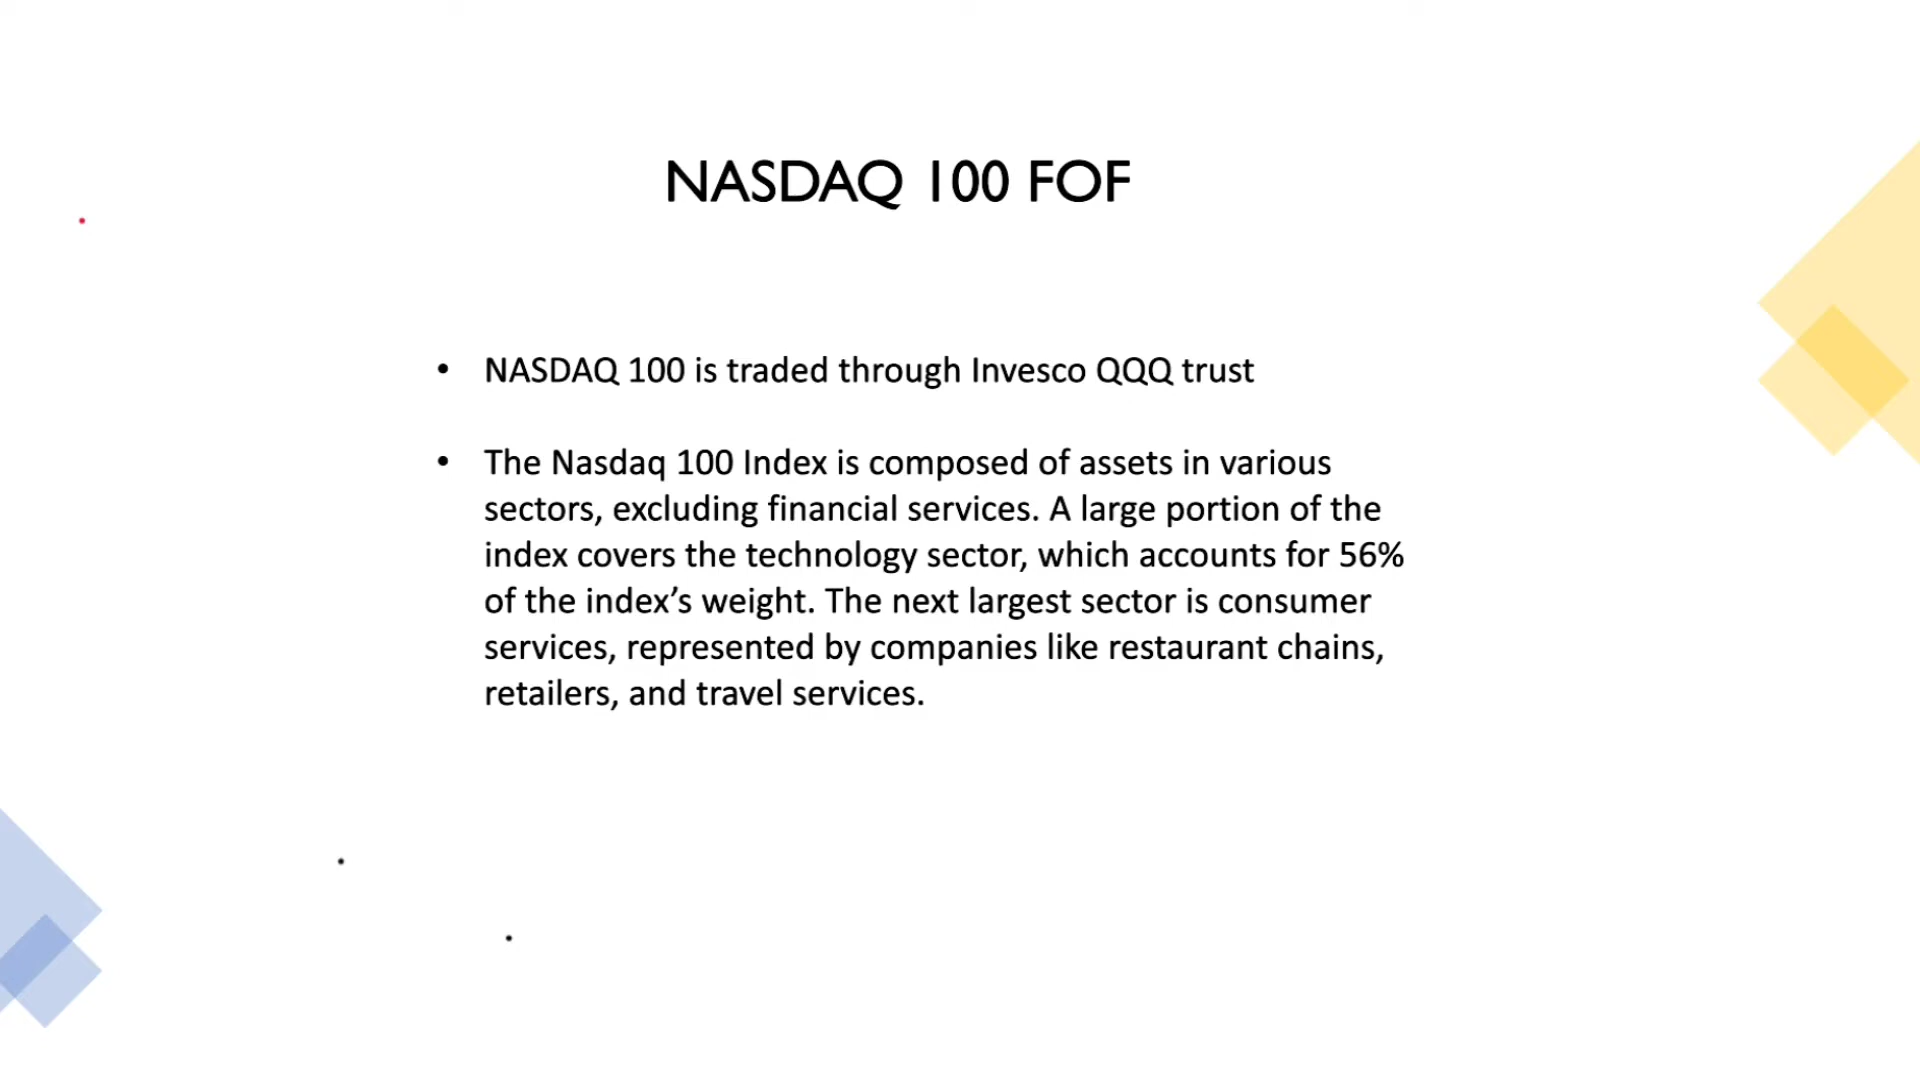 NASDAQ 100 FOF
• NASDAQ 100 is traded through Invesco QQQ trust
• The Nasdaq 100 Index is composed of assets in various
sectors, excluding financial services. A large portion of the
index covers the technology sector, which accounts for 56%
of the index’s weight. The next largest sector is consumer
services, represented by companies like restaurant chains,
retailers, and travel services.